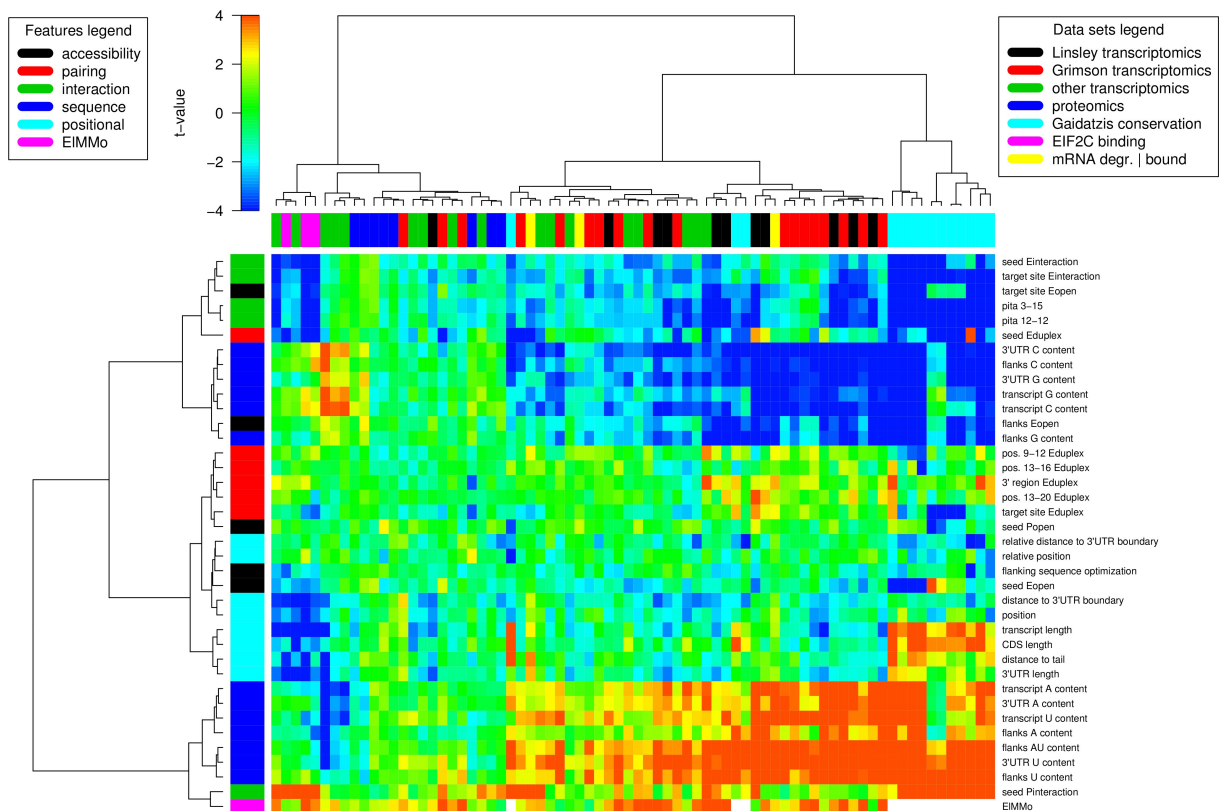 Features legend
accessibility
pairing
interaction
sequence
positional
ElMMo
t−value
4
2
0
−2
−4
Data sets legend
Linsley transcriptomics
Grimson transcriptomics
other transcriptomics
proteomics
Gaidatzis conservation
EIF2C binding
mRNA degr. | bound
seed Einteraction
target site Einteraction
target site Eopen
pita 3−15
pita 12−12
seed Eduplex
3'UTR C content
flanks C content
3'UTR G content
transcript G content
transcript C content
flanks Eopen
flanks G content
pos. 9−12 Eduplex
pos. 13−16 Eduplex
3' region Eduplex
pos. 13−20 Eduplex
target site Eduplex
seed Popen
relative distance to 3'UTR boundary
relative position
flanking sequence optimization
seed Eopen
distance to 3'UTR boundary
position
transcript length
CDS length
distance to tail
3'UTR length
transcript A content
3'UTR A content
transcript U content
flanks A content
flanks AU content
3'UTR U content
flanks U content
seed Pinteraction
ElMMo